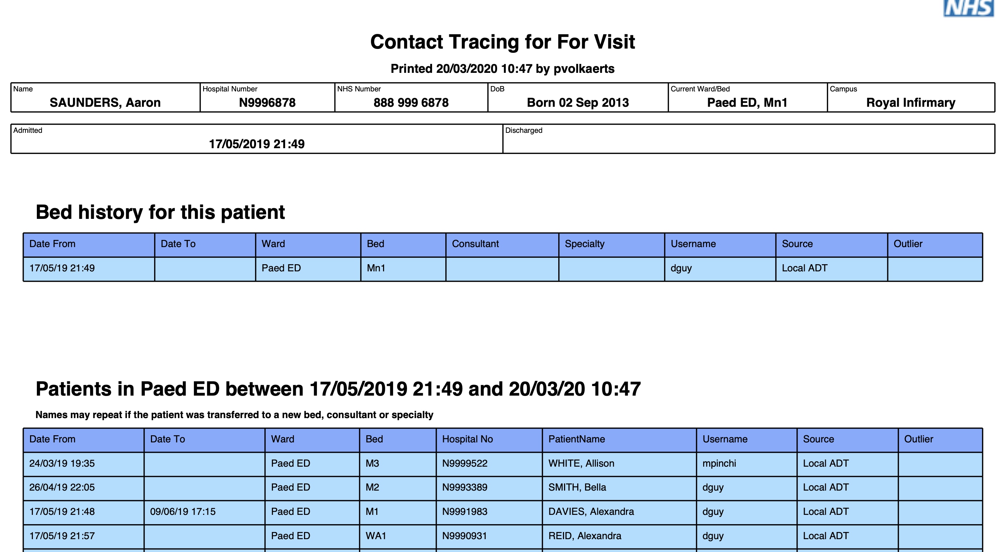 NHS
Contact Tracing for For Visit
Printed 20/03/2020 10:47 by pvolkaerts
Name Hospital Number NHS Number DoB Current Ward/Bed Campus
SAUNDERS, Aaron N9996878 888 999 6878 Born 02 Sep 2013 Paed ED, Mn1 Royal Infirmary
Admitted Discharged
17/05/2019 21:49
Bed history for this patient
Date From Date To Ward Bed Consultant Specialty Username Source Outlier
17/05/19 21:49 Paed ED Mn1 dguy Local ADT
Patients in Paed ED between 17/05/2019 21:49 and 20/03/20 10:47
Names may repeat if the patient was transferred to a new bed, consultant or specialty
Date From Date To Ward Bed Hospital No PatientName Username Source Outlier
24/03/19 19:35 Paed ED M3 N9999522 WHITE, Allison mpinchi Local ADT
26/04/19 22:05 Paed ED M2 N9993389 SMITH, Bella dguy Local ADT
17/05/19 21:48 09/06/19 17:15 Paed ED M1 N9991983 DAVIES, Alexandra dguy Local ADT
17/05/19 21:57 Paed ED WA1 N9990931 REID, Alexandra dguy Local ADT